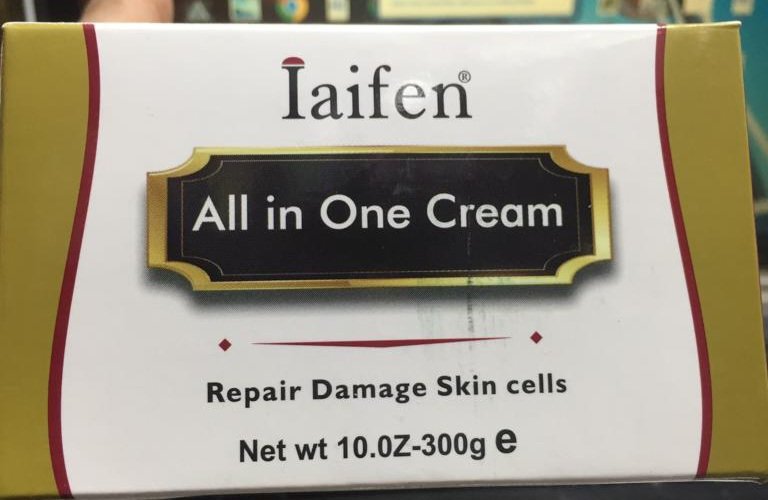 Iaifen®
All in One Cream
Repair Damage Skin cells
Net wt 10.0Z-300g e